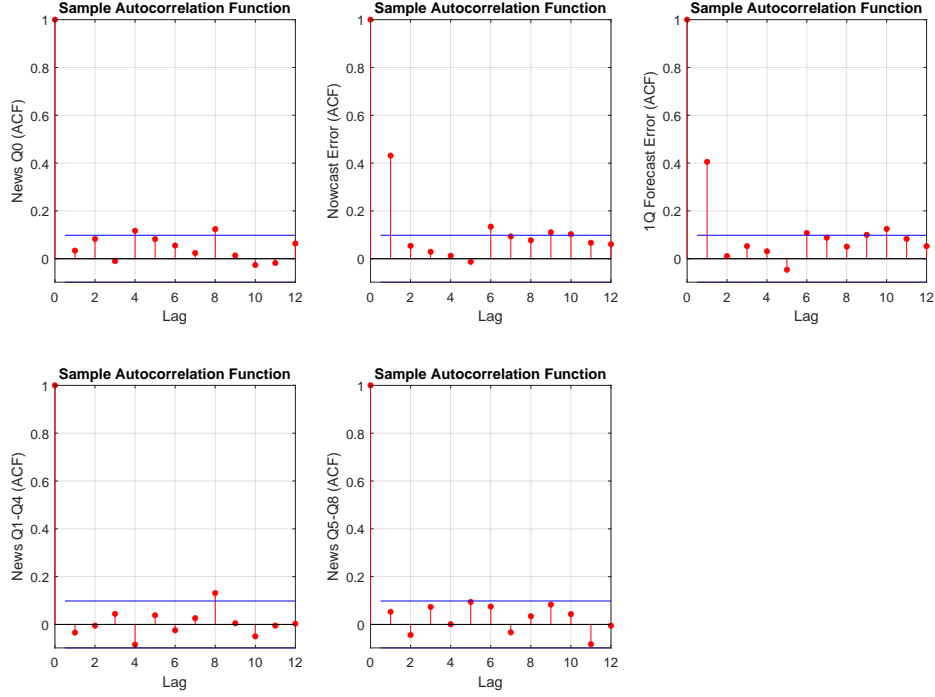 Sample Autocorrelation Function
News Q0 (ACF)
1
0.8
0.6
0.4
0.2
0
0 2 4 6 8 10 12
Lag
Sample Autocorrelation Function
Nowcast Error (ACF)
1
0.8
0.6
0.4
0.2
0
0 2 4 6 8 10 12
Lag
Sample Autocorrelation Function
1Q Forecast Error (ACF)
1
0.8
0.6
0.4
0.2
0
0 2 4 6 8 10 12
Lag
Sample Autocorrelation Function
News Q1-Q4 (ACF)
1
0.8
0.6
0.4
0.2
0
0 2 4 6 8 10 12
Lag
Sample Autocorrelation Function
News Q5-Q8 (ACF)
1
0.8
0.6
0.4
0.2
0
0 2 4 6 8 10 12
Lag